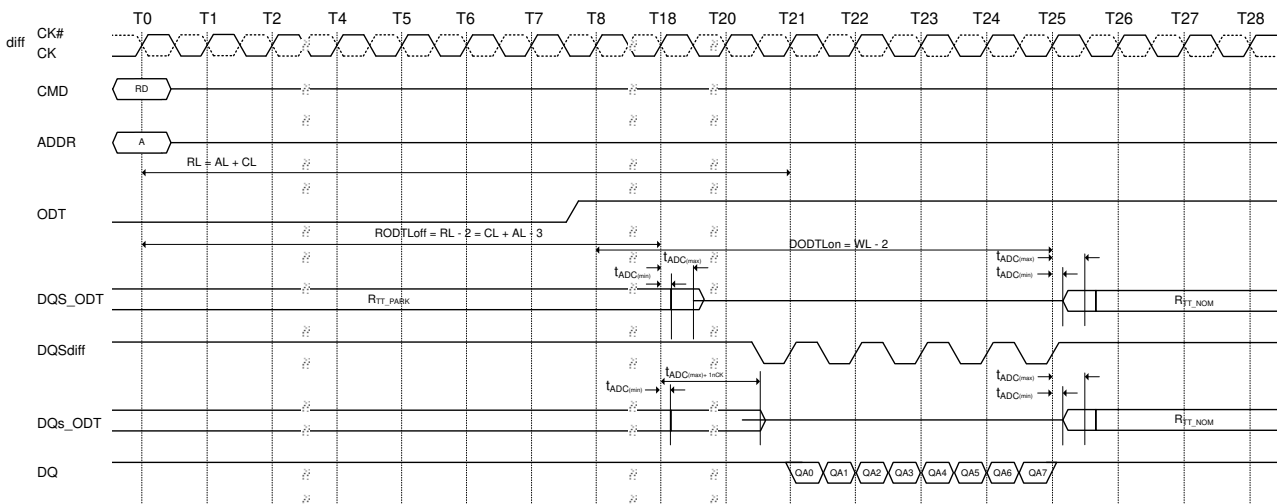 T0 T1 T2 T4 T5 T6 T7 T8 T18 T20 T21 T22 T23 T24 T25 T26 T27 T28
diff CK#
CK
CMD RD
ADDR A
RL = AL + CL
ODT
RODTLoff = RL - 2 = CL + AL - 3
DODTLon = WL - 2
tADC(max) tADC(max)
tADC(min) tADC(min)
DQS_ODT RTT_PARK RTT_NOM
DQSdiff
tADC(max)+ 1nCK tADC(max)
tADC(min) tADC(min)
DQs_ODT RTT_NOM
DQ QA0 QA1 QA2 QA3 QA4 QA5 QA6 QA7